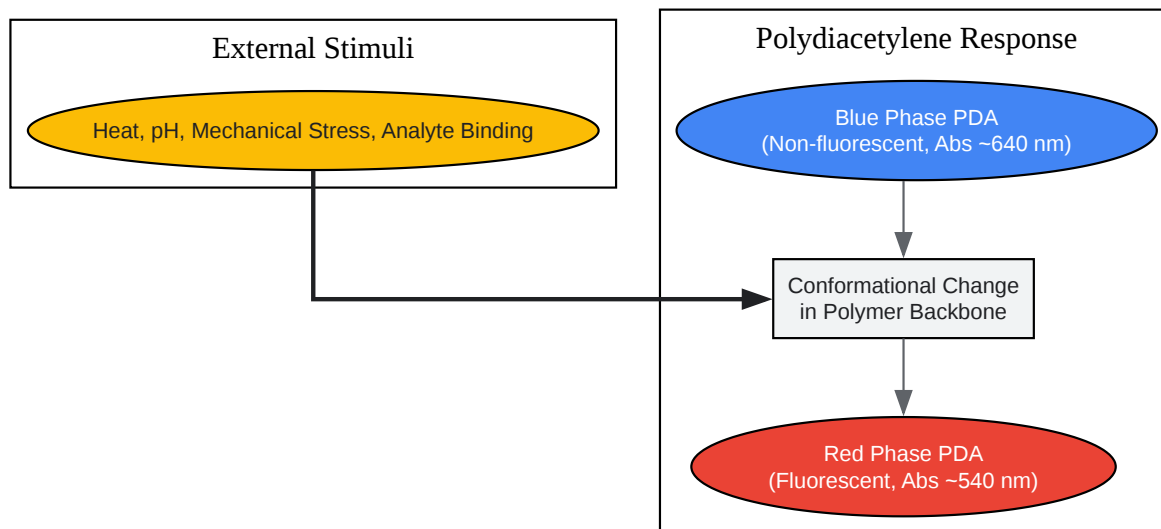 External Stimuli
Heat, pH, Mechanical Stress, Analyte Binding
Polydiacetylene Response
Blue Phase PDA
(Non-fluorescent, Abs ~640 nm)
Conformational Change
in Polymer Backbone
Red Phase PDA
(Fluorescent, Abs ~540 nm)